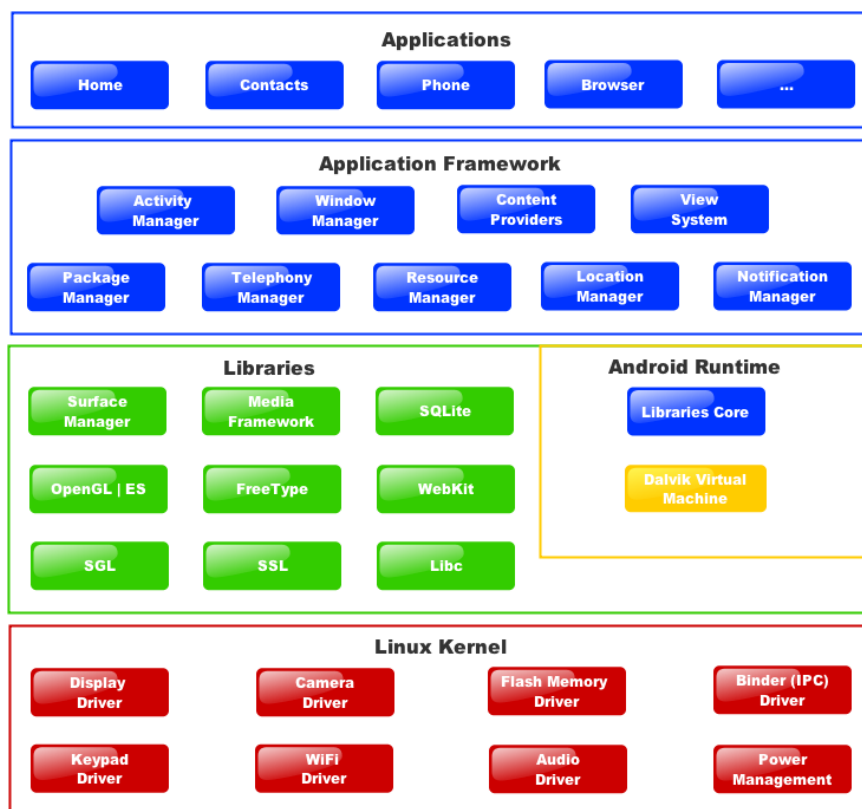 Applications
Home
Contacts
Phone
Browser
...
Application Framework
Activity
Manager
Window
Manager
Content
Providers
View
System
Package
Manager
Telephony
Manager
Resource
Manager
Location
Manager
Notification
Manager
Libraries
Surface
Manager
Media
Framework
SQLite
OpenGL | ES
FreeType
WebKit
SGL
SSL
Libc
Android Runtime
Libraries Core
Dalvik Virtual
Machine
Linux Kernel
Display
Driver
Camera
Driver
Flash Memory
Driver
Binder (IPC)
Driver
Keypad
Driver
WiFi
Driver
Audio
Driver
Power
Management